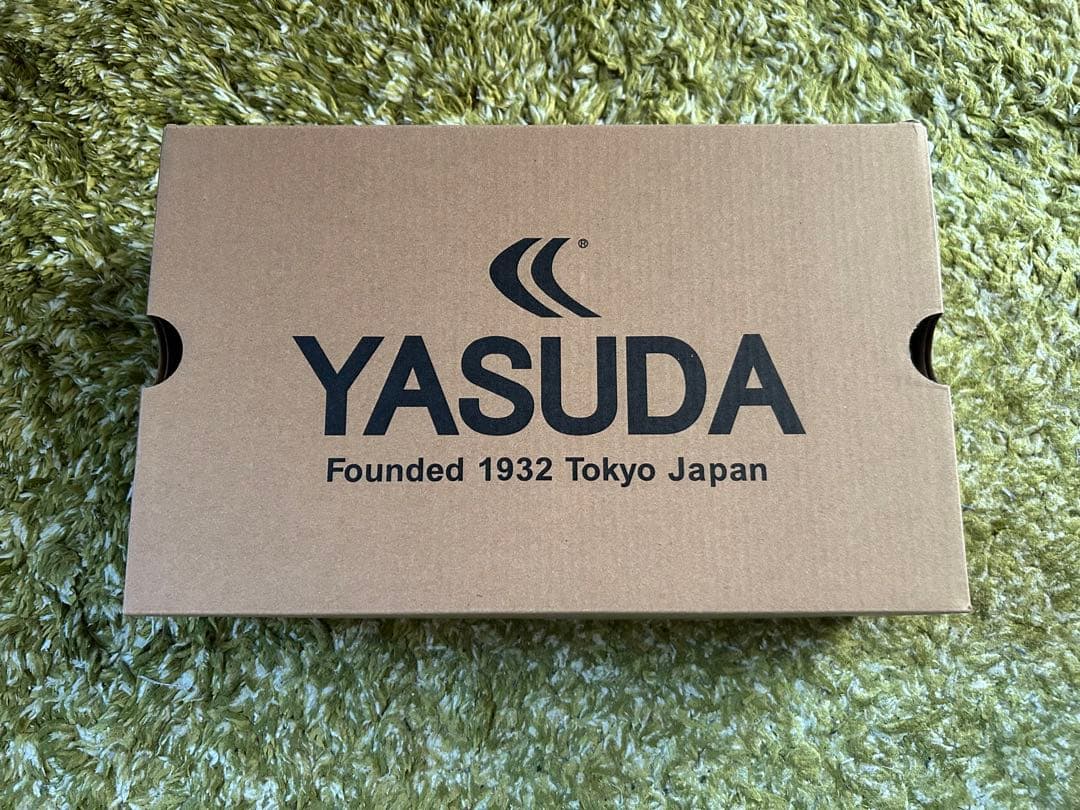 ®
YASUDA
Founded 1932 Tokyo Japan